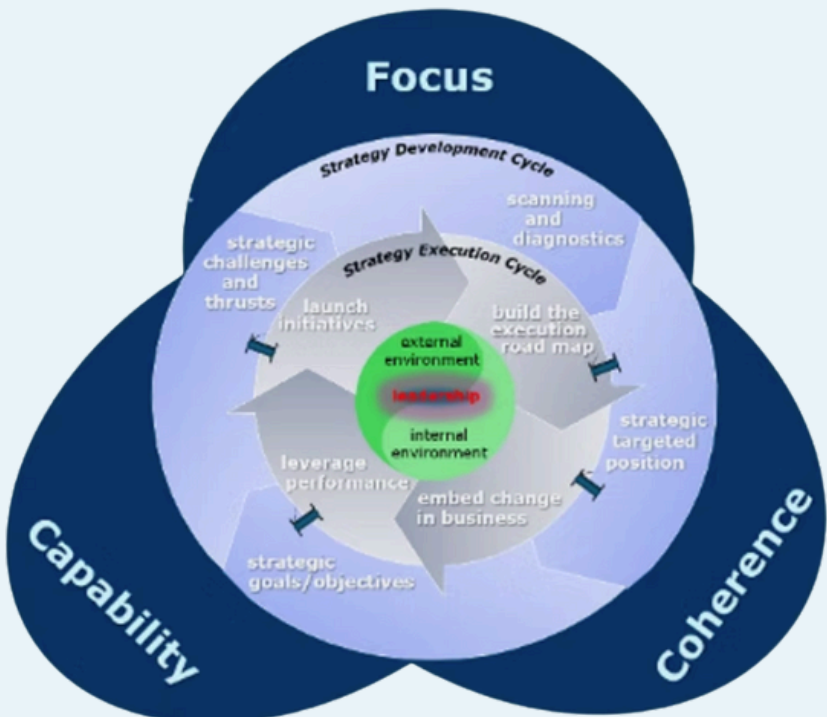 Focus
Strategy Development Cycle
scanning
and
diagnostics
strategic
challenges
and
thrusts
Strategy Execution Cycle
launch
initiatives
build the
execution
road map
external
environment
leadership
internal
environment
strategic
targeted
position
leverage
performance
embed change
in business
strategic
goals/objectives
Capability
Coherence